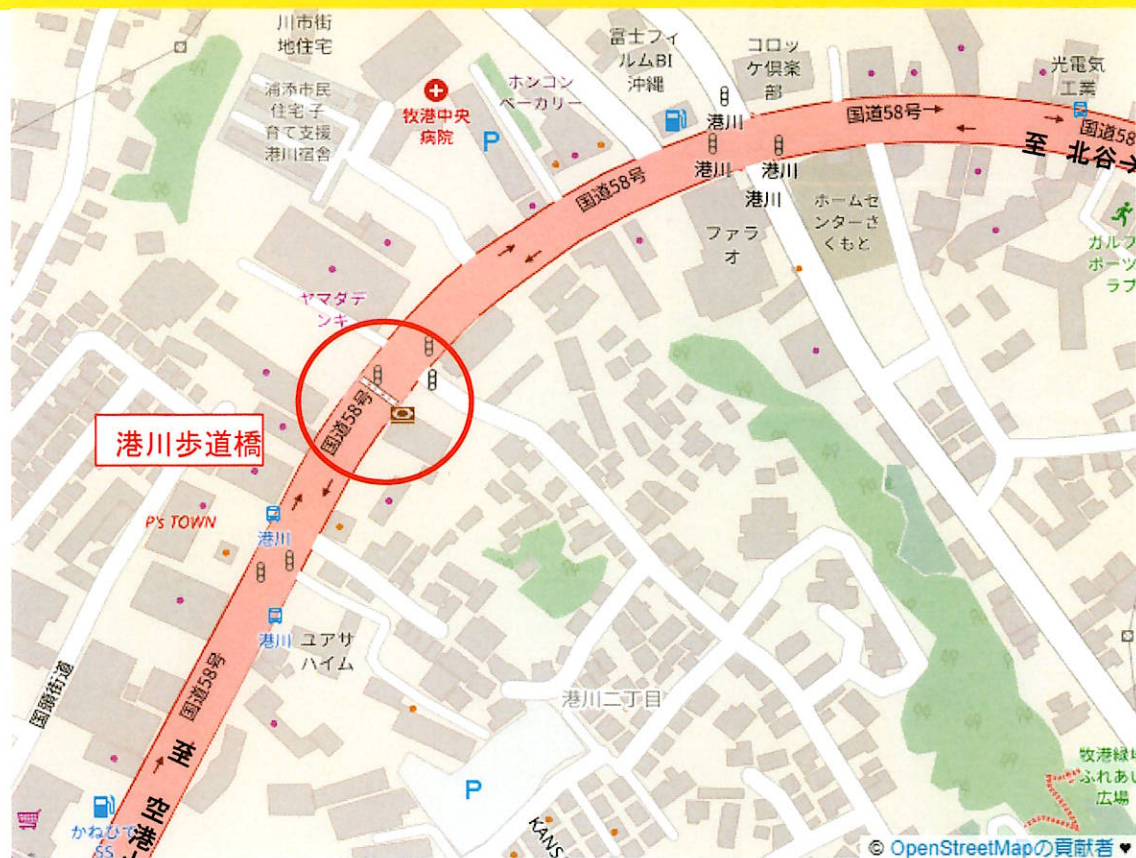 川市街
地住宅
浦添市民
住宅子
育て支援
港川宿舎
牧港中央
病院
P
ホンコン
ベーカリー
富士フィ
ルムBI
沖縄
コロッ
ケ倶楽
部
光電気
工業
港川
港川
港川
港川
国道58号
国道58
至 北谷
国道58号
ファラ
オ
ホームセ
ンターさ
くもと
ガルフ
ポーツ
ラブ
ヤマダデ
ンキ
港川歩道橋
国道58号
P's TOWN
港川
港川
ユアサ
ハイム
国道58号
国頭街道
港川二丁目
至 空港
かねひで
SS
P
KANS
牧港緑地
ふれあい
広場
© OpenStreetMapの貢献者 ♥